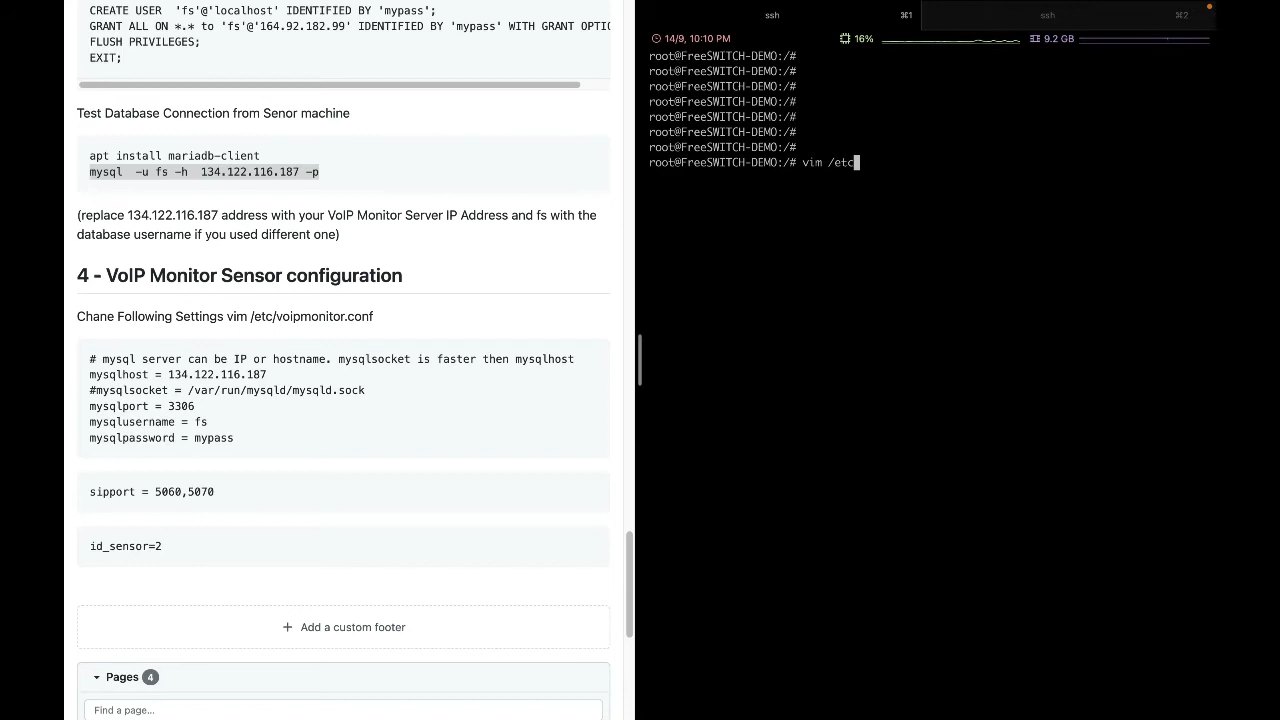 CREATE USER  'fs'@'localhost' IDENTIFIED BY 'mypass';
GRANT ALL ON *.* to 'fs'@'164.92.182.99' IDENTIFIED BY 'mypass' WITH GRANT OPTIO
FLUSH PRIVILEGES;
EXIT;
Test Database Connection from Senor machine
apt install mariadb-client
mysql  -u fs -h  134.122.116.187 -p
(replace 134.122.116.187 address with your VoIP Monitor Server IP Address and fs with the
database username if you used different one)
4 - VoIP Monitor Sensor configuration
Chane Following Settings vim /etc/voipmonitor.conf
# mysql server can be IP or hostname. mysqlsocket is faster then mysqlhost
mysqlhost = 134.122.116.187
#mysqlsocket = /var/run/mysqld/mysqld.sock
mysqlport = 3306
mysqlusername = fs
mysqlpassword = mypass
sipport = 5060,5070
id_sensor=2
+ Add a custom footer
Pages 4
Find a page...
ssh ⌘1
ssh ⌘2
14/9, 10:10 PM 16% 9.2 GB
root@FreeSWITCH-DEMO:/#
root@FreeSWITCH-DEMO:/#
root@FreeSWITCH-DEMO:/#
root@FreeSWITCH-DEMO:/#
root@FreeSWITCH-DEMO:/#
root@FreeSWITCH-DEMO:/#
root@FreeSWITCH-DEMO:/#
root@FreeSWITCH-DEMO:/# vim /etc